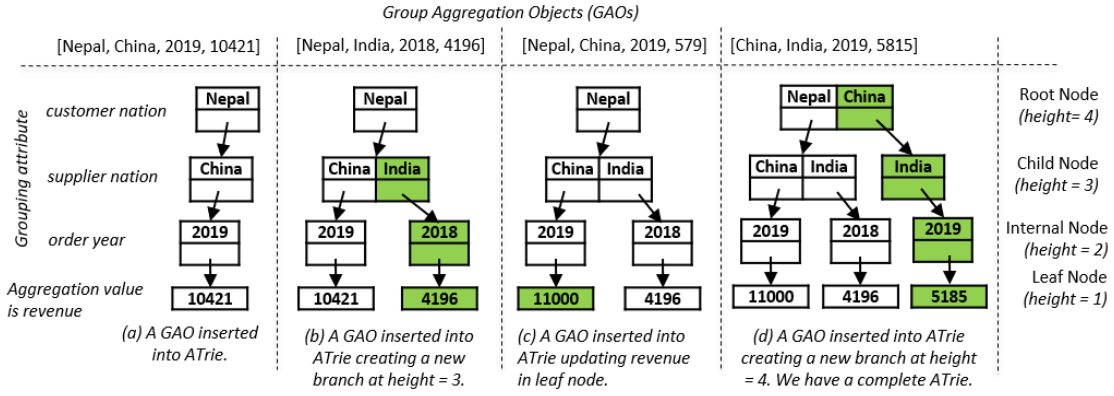 Group Aggregation Objects (GAOs)
[Nepal, China, 2019, 10421] [Nepal, India, 2018, 4196] [Nepal, China, 2019, 579] [China, India, 2019, 5815]
Grouping attribute
customer nation Nepal Nepal Nepal Nepal China Root Node
(height= 4)
supplier nation China China India China India China India India Child Node
(height = 3)
order year 2019 2019 2018 2019 2018 2019 2018 2019 Internal Node
(height = 2)
Aggregation value
is revenue
10421 10421 4196 11000 4196 11000 4196 5185 Leaf Node
(height = 1)
(a) A GAO inserted
into ATrie.
(b) A GAO inserted into
ATrie creating a new
branch at height = 3.
(c) A GAO inserted into
ATrie updating revenue
in leaf node.
(d) A GAO inserted into ATrie
creating a new branch at height
= 4. We have a complete ATrie.